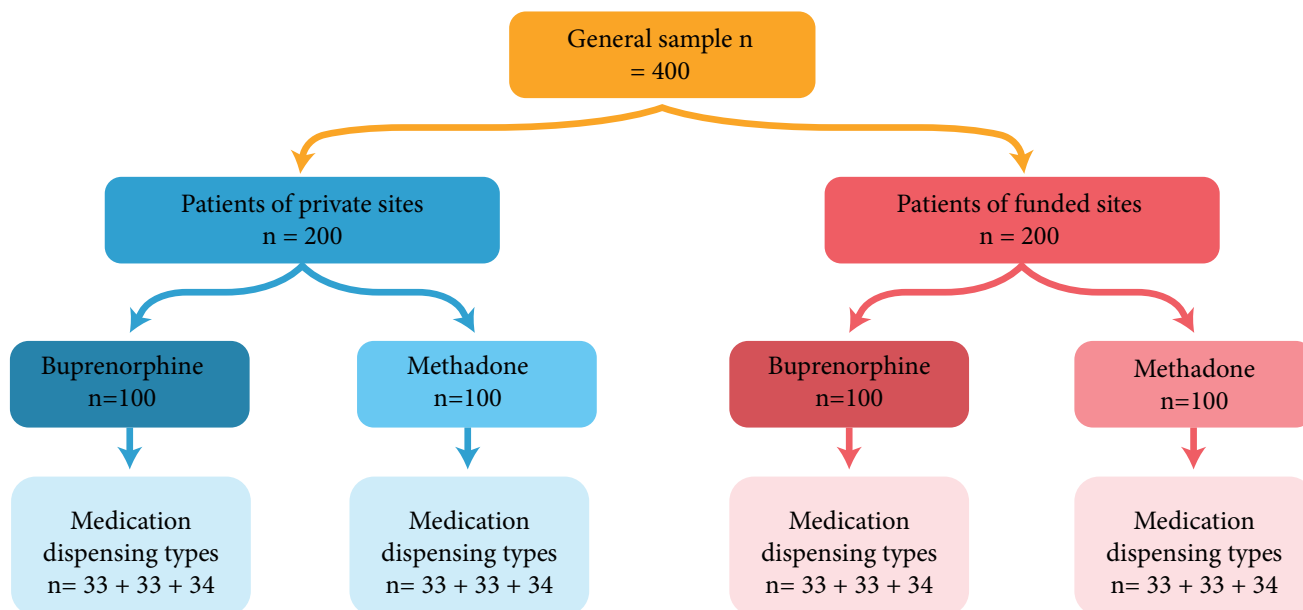 General sample n
= 400
Patients of private sites
n = 200
Patients of funded sites
n = 200
Buprenorphine
n=100
Methadone
n=100
Buprenorphine
n=100
Methadone
n=100
Medication
dispensing types
n= 33 + 33 + 34
Medication
dispensing types
n= 33 + 33 + 34
Medication
dispensing types
n= 33 + 33 + 34
Medication
dispensing types
n= 33 + 33 + 34